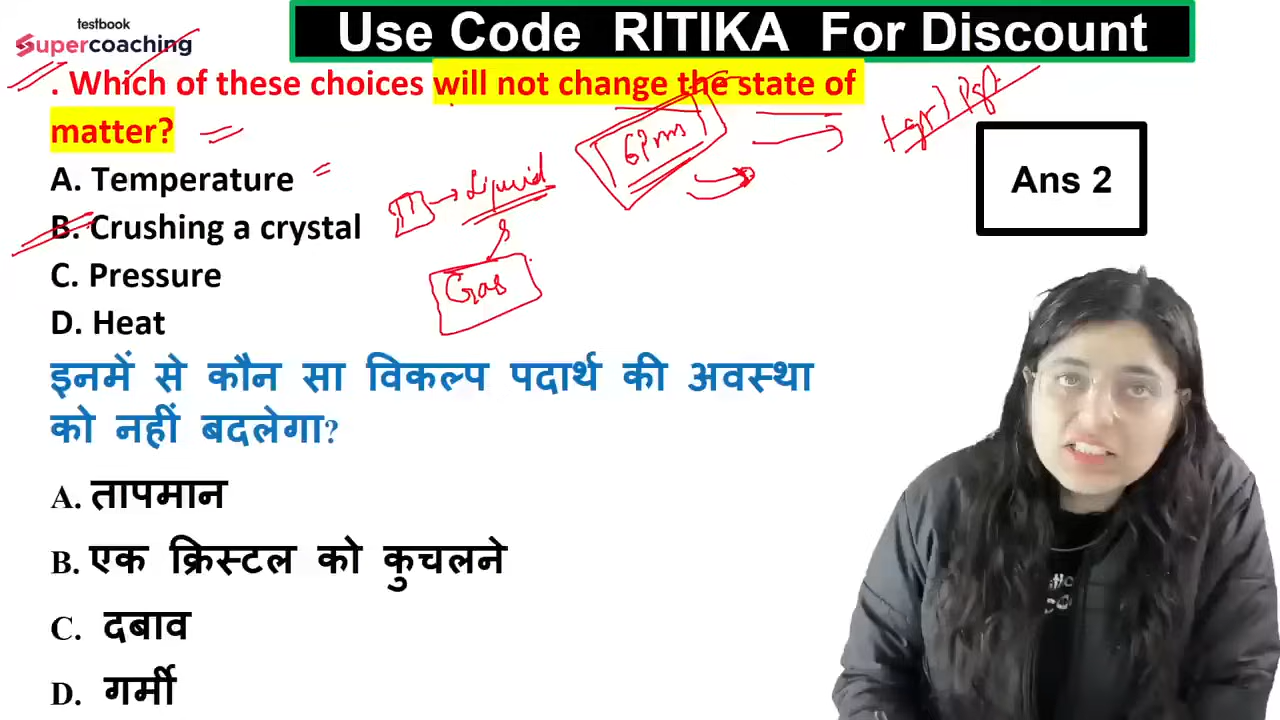 testbook
Supercoaching
Use Code RITIKA For Discount
. Which of these choices will not change the state of
matter?
A. Temperature
B. Crushing a crystal
C. Pressure
D. Heat
Liquid
Gas
6Pm
Ans 2
इनमें से कौन सा विकल्प पदार्थ की अवस्था
को नहीं बदलेगा?
A. तापमान
B. एक क्रिस्टल को कुचलने
C. दबाव
D. गर्मी